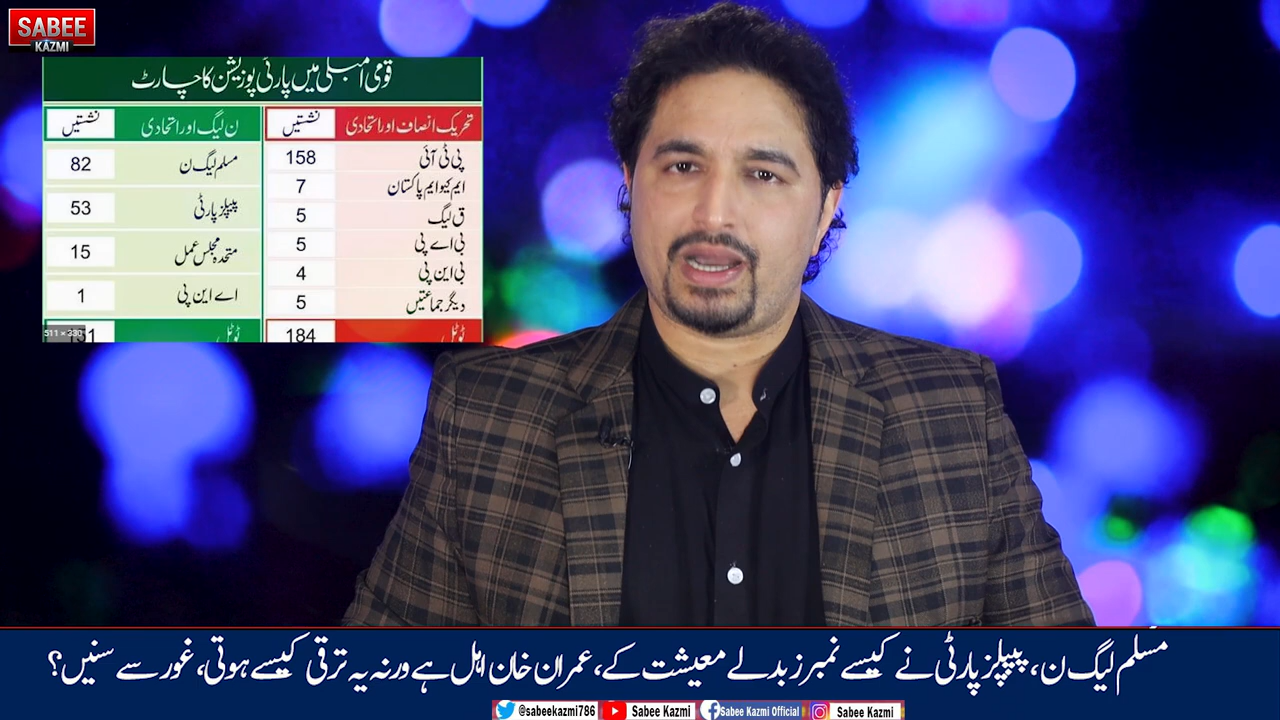 SABEE
KAZMI
قومی اسمبلی میں پارٹی پوزیشن کا چارٹ
تحریک انصاف اور اتحادی نشستیں
پی ٹی آئی 158
ایم کیو ایم پاکستان 7
ق لیگ 5
بی اے پی 5
بی این پی 4
دیگر جماعتیں 5
ٹوٹل 184
ن لیگ اور اتحادی نشستیں
مسلم لیگ ن 82
پیپلز پارٹی 53
متحدہ مجلس عمل 15
اے این پی 1
ٹوٹل
511 × 330
مسلم لیگ ن، پیپلز پارٹی نے کیسے نمبرز بدلے معیشت کے، عمران خان اہل ہے ورنہ یہ ترقی کیسے ہوتی، غور سے سنیں؟
@sabeekazmi786 Sabee Kazmi Sabee Kazmi Official Sabee Kazmi